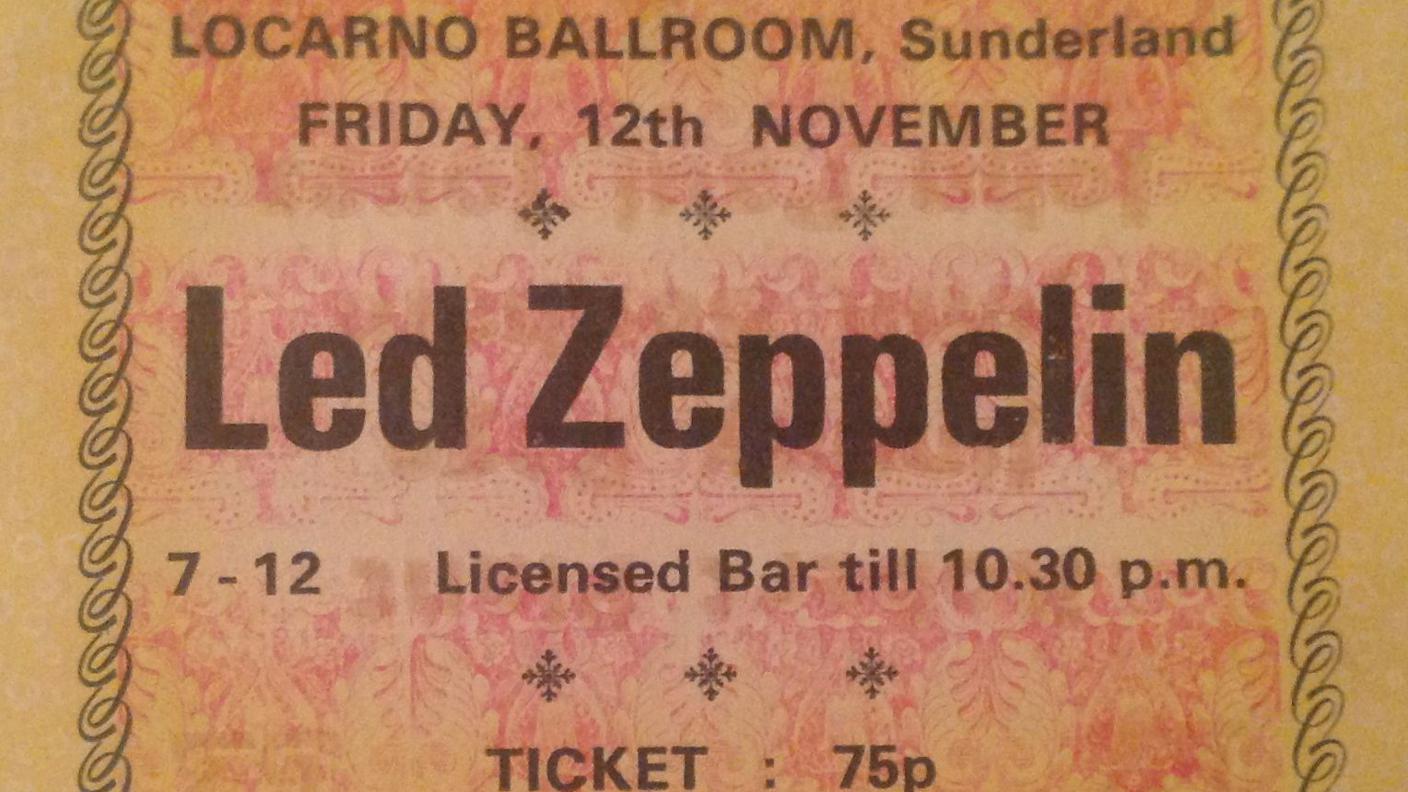 LOCARNO BALLROOM, Sunderland
FRIDAY, 12th NOVEMBER
Led Zeppelin
7 - 12 Licensed Bar till 10.30 p.m.
TICKET : 75p